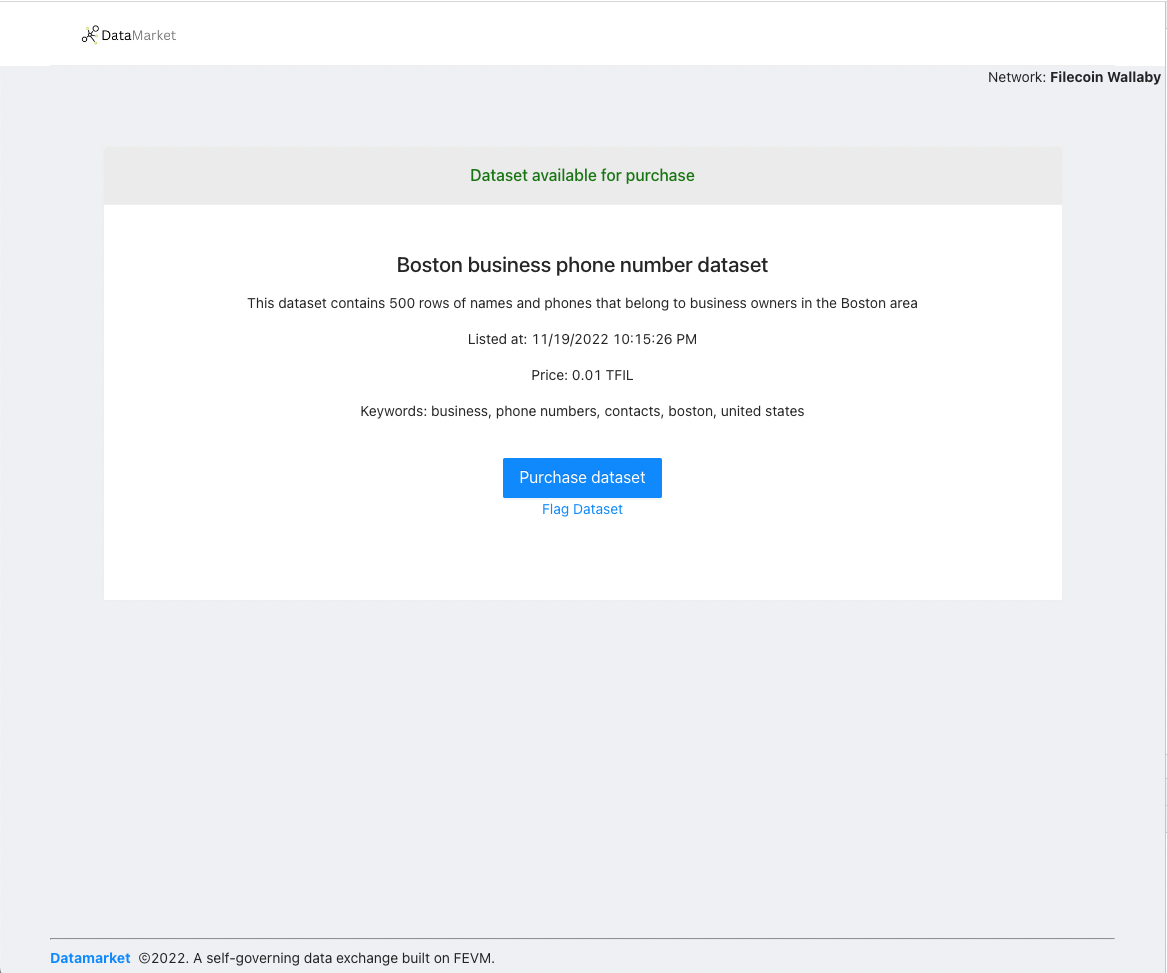 DataMarket
Network: Filecoin Wallaby
Dataset available for purchase
Boston business phone number dataset
This dataset contains 500 rows of names and phones that belong to business owners in the Boston area
Listed at: 11/19/2022 10:15:26 PM
Price: 0.01 TFIL
Keywords: business, phone numbers, contacts, boston, united states
Purchase dataset
Flag Dataset
Datamarket ©2022. A self-governing data exchange built on FEVM.